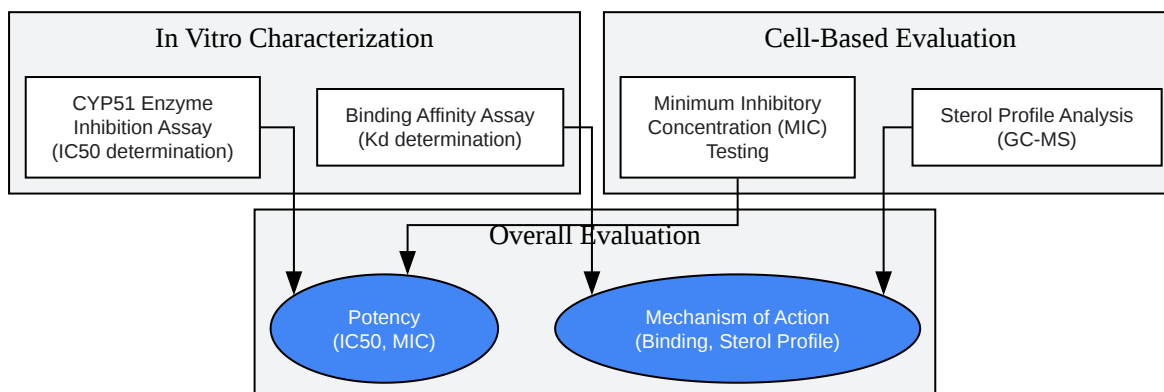 In Vitro Characterization
CYP51 Enzyme
Inhibition Assay
(IC50 determination)
Binding Affinity Assay
(Kd determination)
Cell-Based Evaluation
Minimum Inhibitory
Concentration (MIC)
Testing
Sterol Profile Analysis
(GC-MS)
Overall Evaluation
Potency
(IC50, MIC)
Mechanism of Action
(Binding, Sterol Profile)